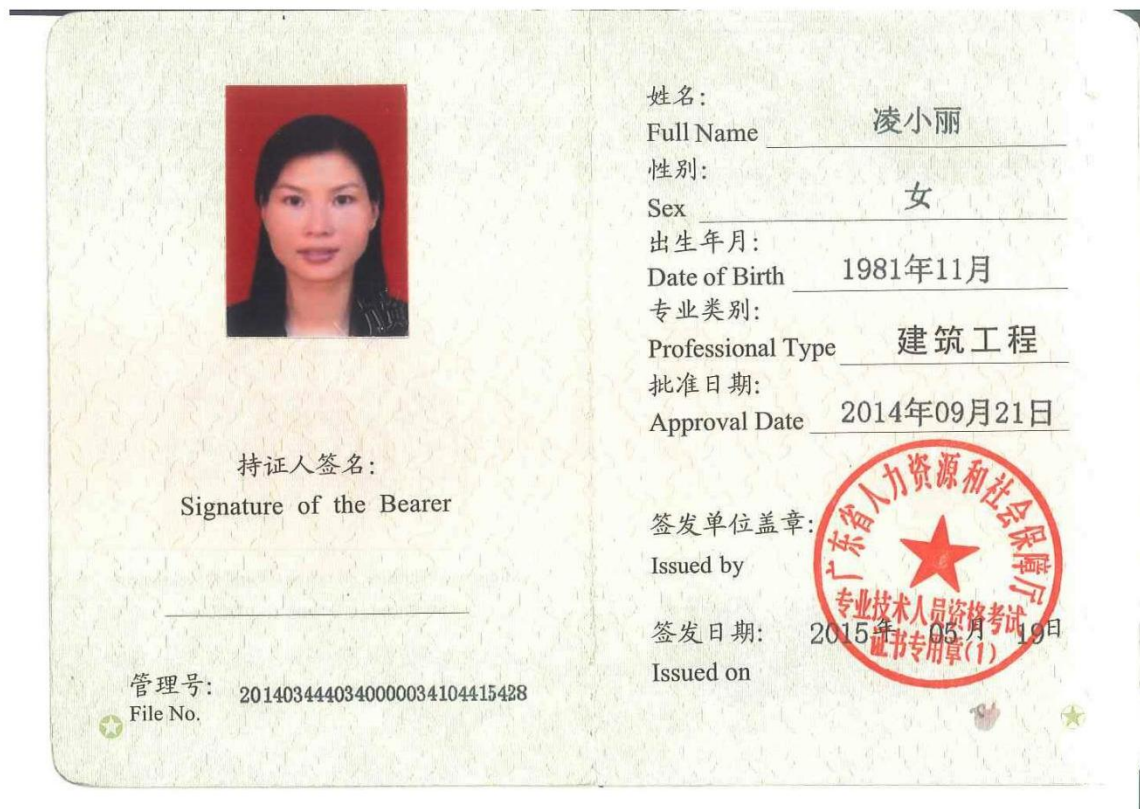 持证人签名:
Signature of the Bearer
管理号: 2014034440340000034104415428
File No.
姓名:
Full Name 凌小丽
性别:
Sex 女
出生年月:
Date of Birth 1981年11月
专业类别:
Professional Type 建筑工程
批准日期:
Approval Date 2014年09月21日
签发单位盖章:
Issued by
广东省人力资源和社会保障厅
专业技术人员资格考试
证书专用章(1)
签发日期: 2015年 05月 19日
Issued on